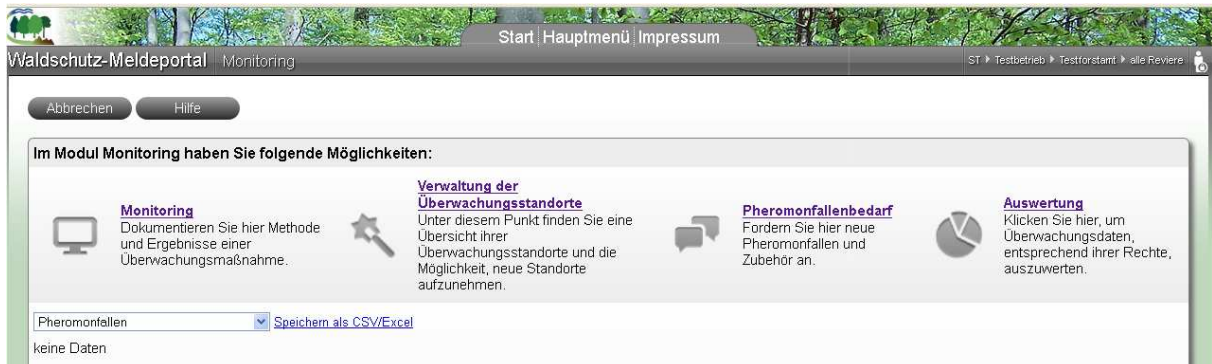 Start Hauptmenü Impressum
Waldschutz-Meldeportal Monitoring
ST Testbetrieb Testforstamt alle Reviere
Abbrechen Hilfe
Im Modul Monitoring haben Sie folgende Möglichkeiten:
Monitoring
Dokumentieren Sie hier Methode
und Ergebnisse einer
Überwachungsmaßnahme.
Verwaltung der
Überwachungsstandorte
Unter diesem Punkt finden Sie eine
Übersicht ihrer
Überwachungsstandorte und die
Möglichkeit, neue Standorte
aufzunehmen.
Pheromonfallenbedarf
Fordern Sie hier neue
Pheromonfallen und
Zubehör an.
Auswertung
Klicken Sie hier, um
Überwachungsdaten,
entsprechend ihrer Rechte,
auszuwerten.
Pheromonfallen Speichern als CSV/Excel
keine Daten